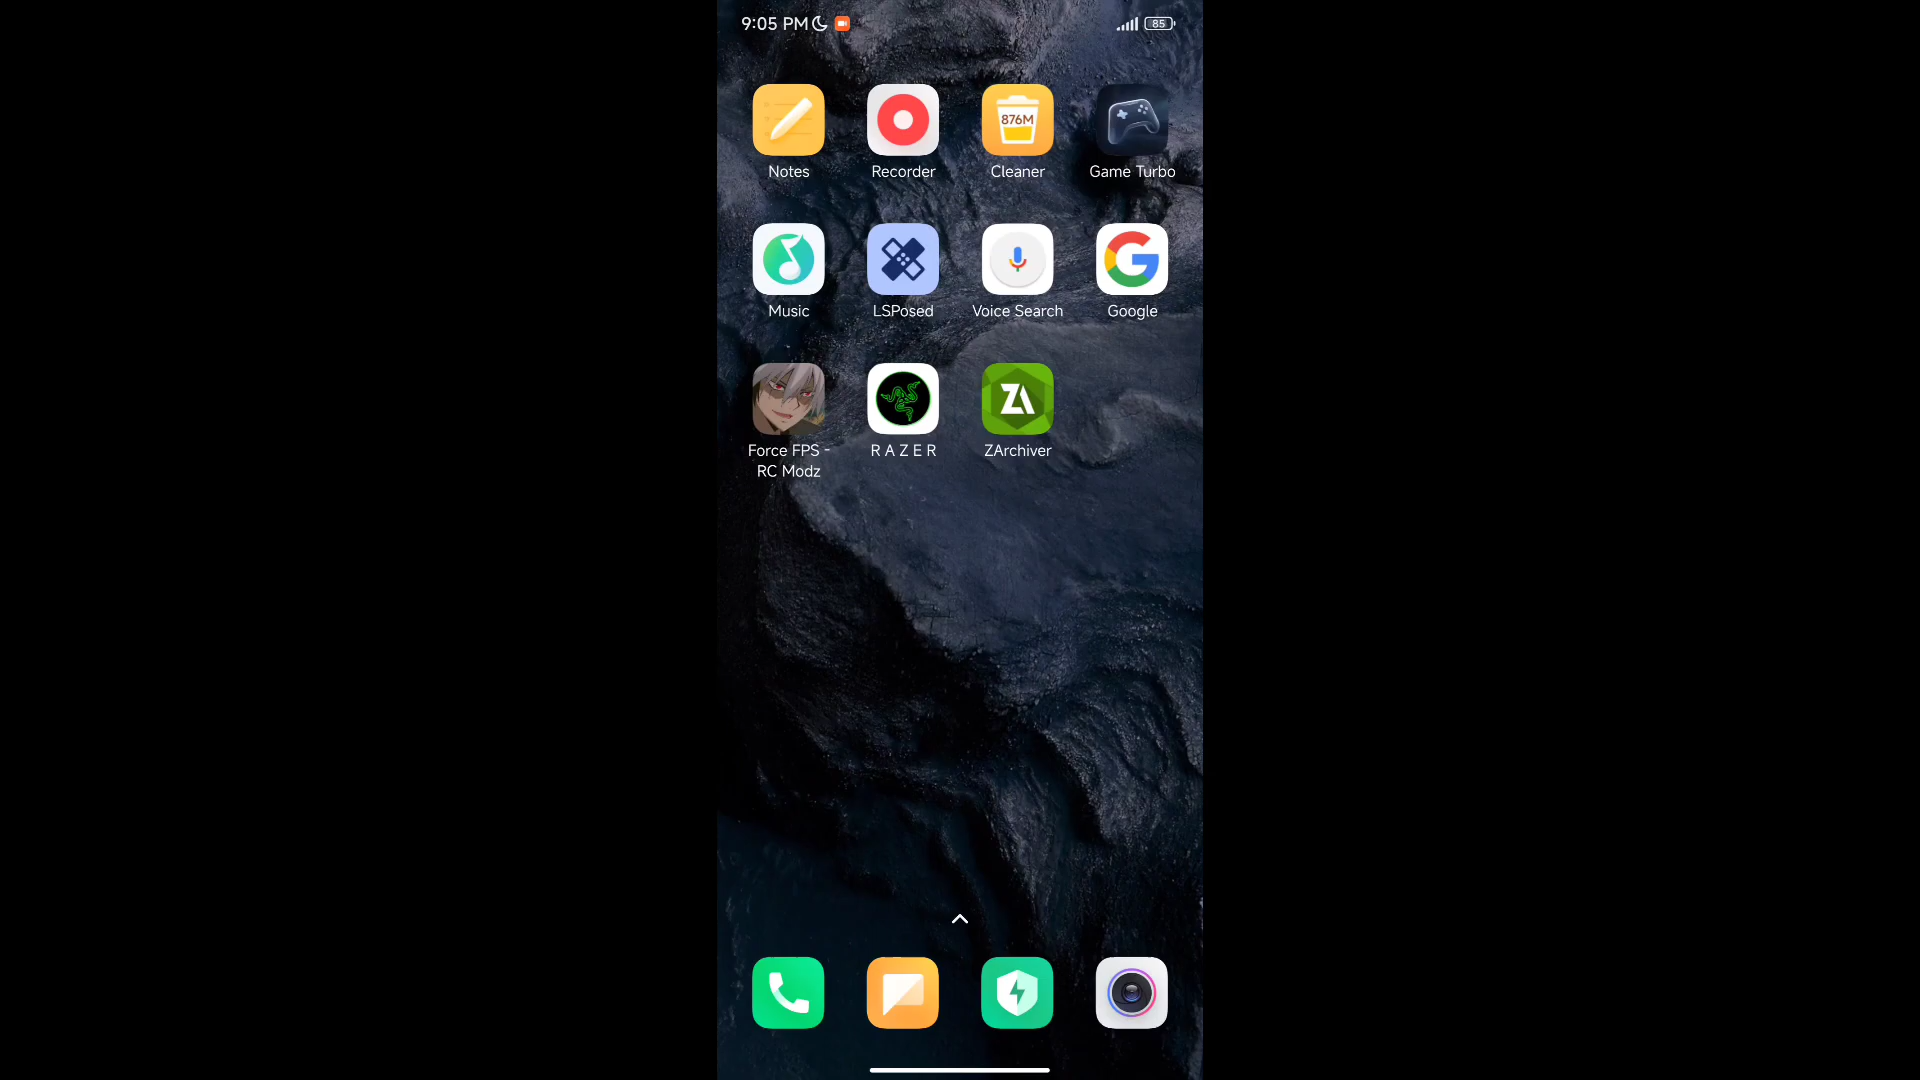 9:05 PM
85
876M
Notes
Recorder
Cleaner
Game Turbo
Music
LSPosed
Voice Search
Google
ZA
Force FPS -
RC Modz
R A Z E R
ZArchiver